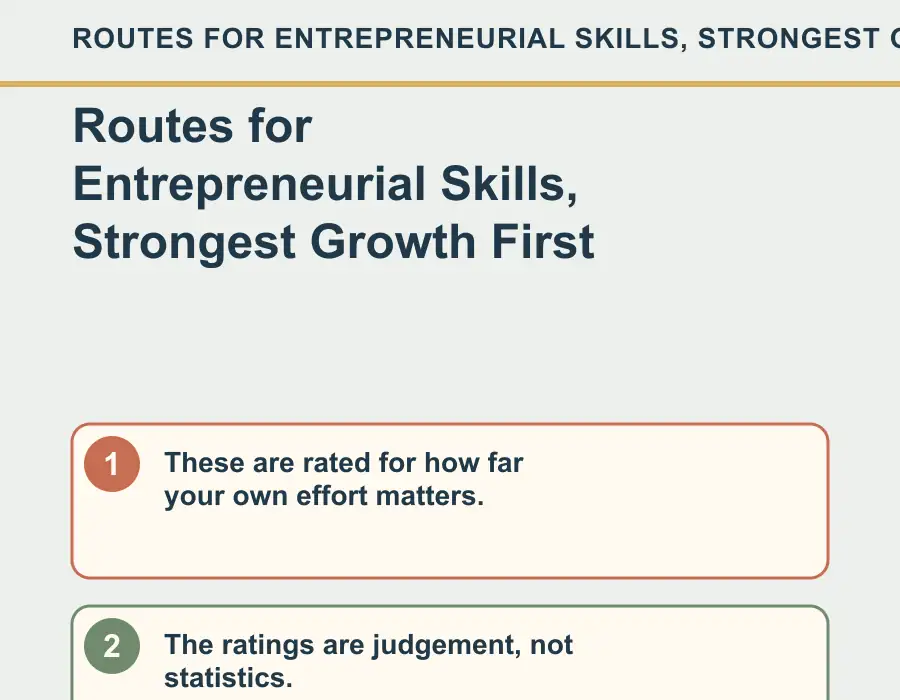 ROUTES FOR ENTREPRENEURIAL SKILLS, STRONGEST
Routes for
Entrepreneurial Skills,
Strongest Growth First
1
These are rated for how far
your own effort matters.
2
The ratings are judgement, not
statistics.